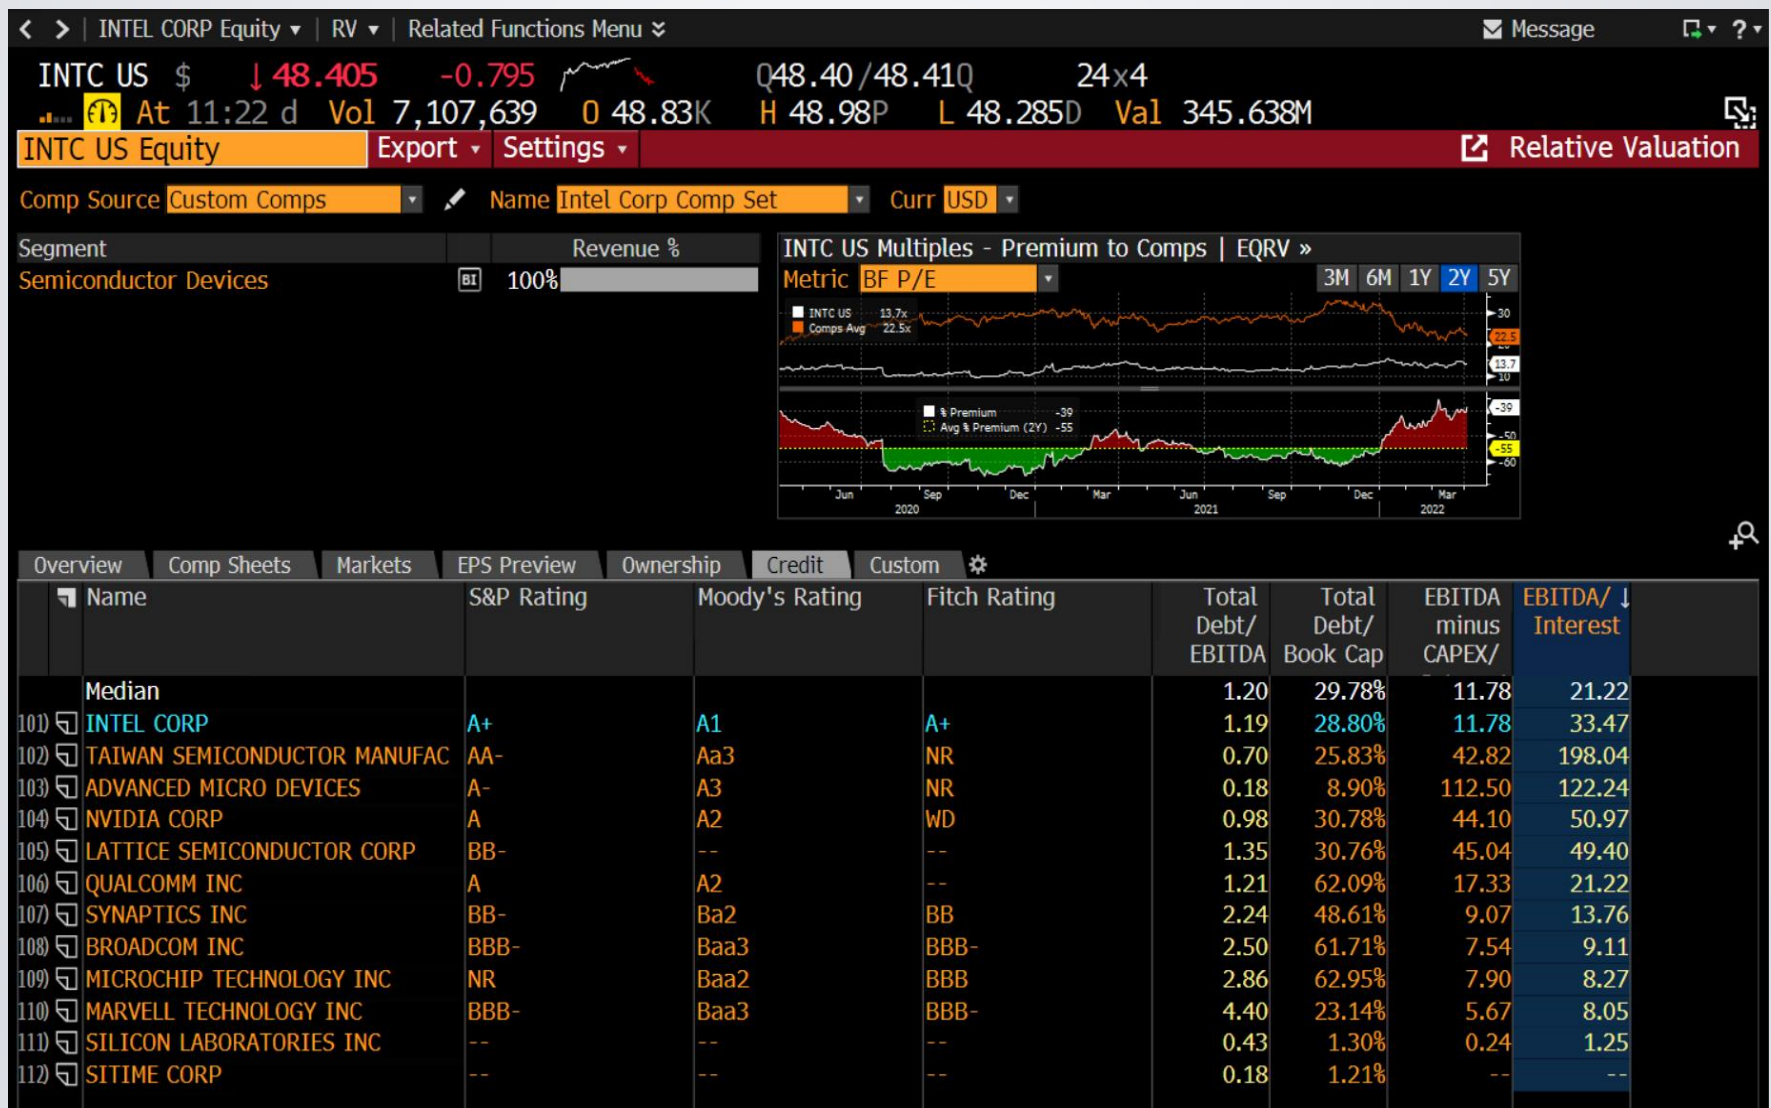 INTEL CORP Equity RV Related Functions Menu Message ?
INTC US $ ↓48.405 -0.795 Q48.40/48.41Q 24x4
At 11:22 d Vol 7,107,639 O 48.83K H 48.98P L 48.285D Val 345.638M
INTC US Equity Export Settings Relative Valuation
Comp Source Custom Comps Name Intel Corp Comp Set Curr USD
Segment Revenue %
Semiconductor Devices BI 100%
INTC US Multiples - Premium to Comps | EQRV »
Metric BF P/E 3M 6M 1Y 2Y 5Y
INTC US 13.7x
Comps Avg 22.5x
30
22.5
13.7
10
% Premium -39
Avg % Premium (2Y) -55
-39
-50
-55
-60
Jun Sep Dec Mar Jun Sep Dec Mar
2020 2021 2022
Overview Comp Sheets Markets EPS Preview Ownership Credit Custom
Name S&P Rating Moody's Rating Fitch Rating Total Total EBITDA EBITDA/ ↓
Debt/ Debt/ minus Interest
EBITDA Book Cap CAPEX/
Median 1.20 29.78% 11.78 21.22
101) INTEL CORP A+ A1 A+ 1.19 28.80% 11.78 33.47
102) TAIWAN SEMICONDUCTOR MANUFAC AA- Aa3 NR 0.70 25.83% 42.82 198.04
103) ADVANCED MICRO DEVICES A- A3 NR 0.18 8.90% 112.50 122.24
104) NVIDIA CORP A A2 WD 0.98 30.78% 44.10 50.97
105) LATTICE SEMICONDUCTOR CORP BB- -- -- 1.35 30.76% 45.04 49.40
106) QUALCOMM INC A A2 -- 1.21 62.09% 17.33 21.22
107) SYNAPTICS INC BB- Ba2 BB 2.24 48.61% 9.07 13.76
108) BROADCOM INC BBB- Baa3 BBB- 2.50 61.71% 7.54 9.11
109) MICROCHIP TECHNOLOGY INC NR Baa2 BBB 2.86 62.95% 7.90 8.27
110) MARVELL TECHNOLOGY INC BBB- Baa3 BBB- 4.40 23.14% 5.67 8.05
111) SILICON LABORATORIES INC -- -- -- 0.43 1.30% 0.24 1.25
112) SITIME CORP -- -- -- 0.18 1.21% -- --